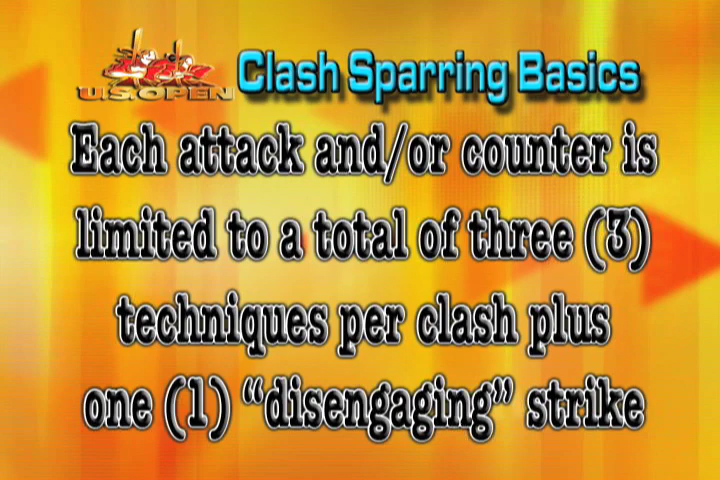 U.S. OPEN
Clash Sparring Basics
Each attack and/or counter is
limited to a total of three (3)
techniques per clash plus
one (1) “disengaging” strike